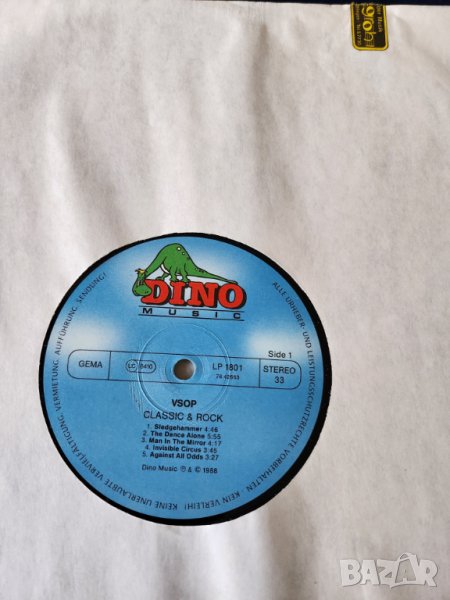 groh
DINO
MUSIC
ALLE URHEBER- UND LEISTUNGSSCHUTZRECHTE VORBEHALTEN. KEIN VERLEIH! KEINE UNERLAUBTE VERVIELFÄLTIGUNG, VERMIETUNG, AUFFÜHRUNG, SENDUNG!
Side 1
GEMA LC 8410 LP 1801 STEREO
33
VSOP
CLASSIC & ROCK
1. Sledgehammer 4:46
2. The Dance Alone 5:55
3. Man In The Mirror 4:17
4. Invisible Circus 3:45
5. Against All Odds 3:27
Dino Music ℗ & © 1988
BAZAR